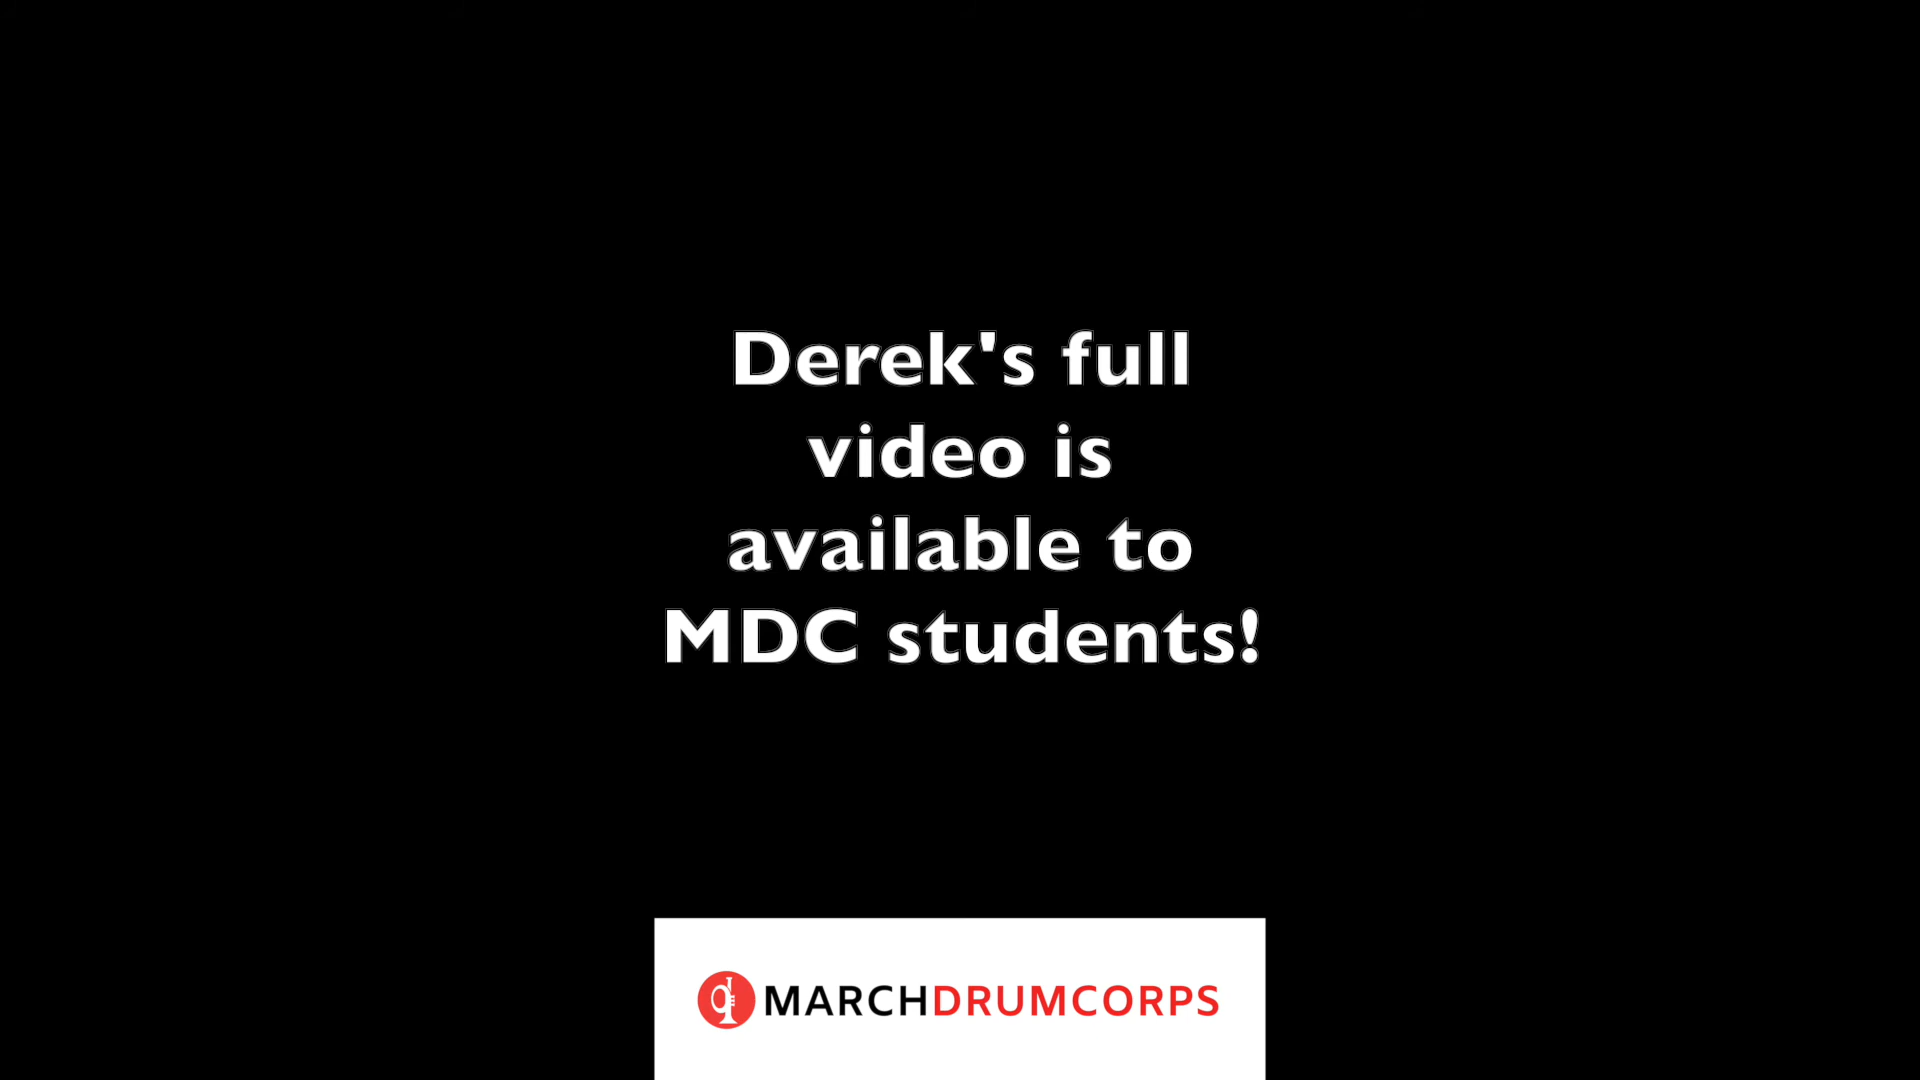 Derek's full
video is
available to
MDC students!
MARCHDRUMCORPS